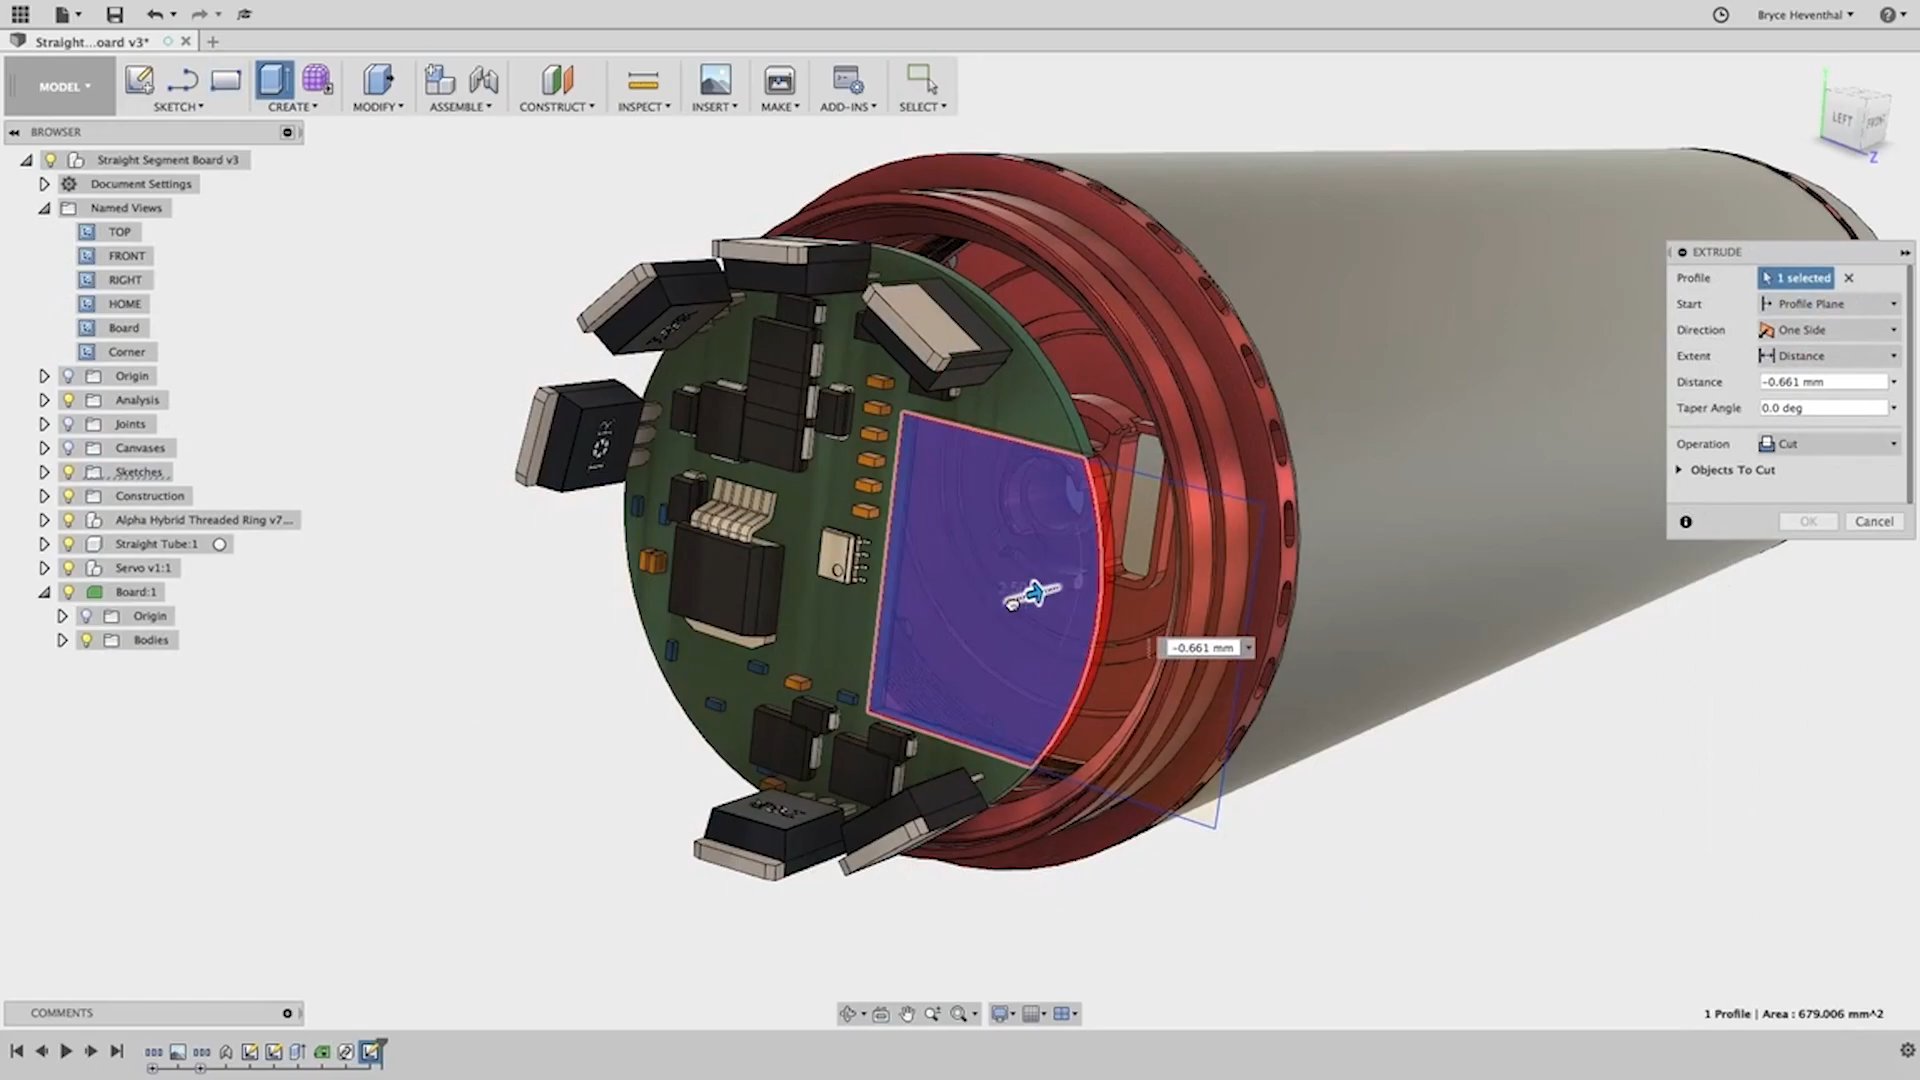 Bryce Heventhal
Straight...oard v3*
MODEL
SKETCH
CREATE
MODIFY
ASSEMBLE
CONSTRUCT
INSPECT
INSERT
MAKE
ADD-INS
SELECT
LEFT
FRONT
Z
BROWSER
Straight Segment Board v3
Document Settings
Named Views
TOP
FRONT
RIGHT
HOME
Board
Corner
Origin
Analysis
Joints
Canvases
Sketches
Construction
Alpha Hybrid Threaded Ring v7...
Straight Tube:1
Servo v1:1
Board:1
Origin
Bodies
EXTRUDE
Profile 1 selected
Start Profile Plane
Direction One Side
Extent Distance
Distance -0.661 mm
Taper Angle 0.0 deg
Operation Cut
Objects To Cut
OK Cancel
-0.661 mm
COMMENTS
1 Profile | Area : 679.006 mm^2